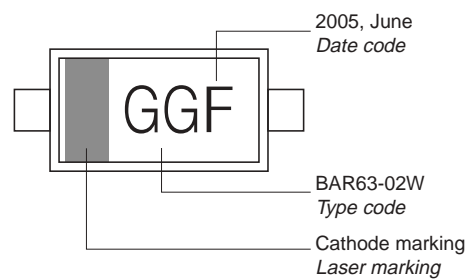 2005, June
Date code
GGF
BAR63-02W
Type code
Cathode marking
Laser marking